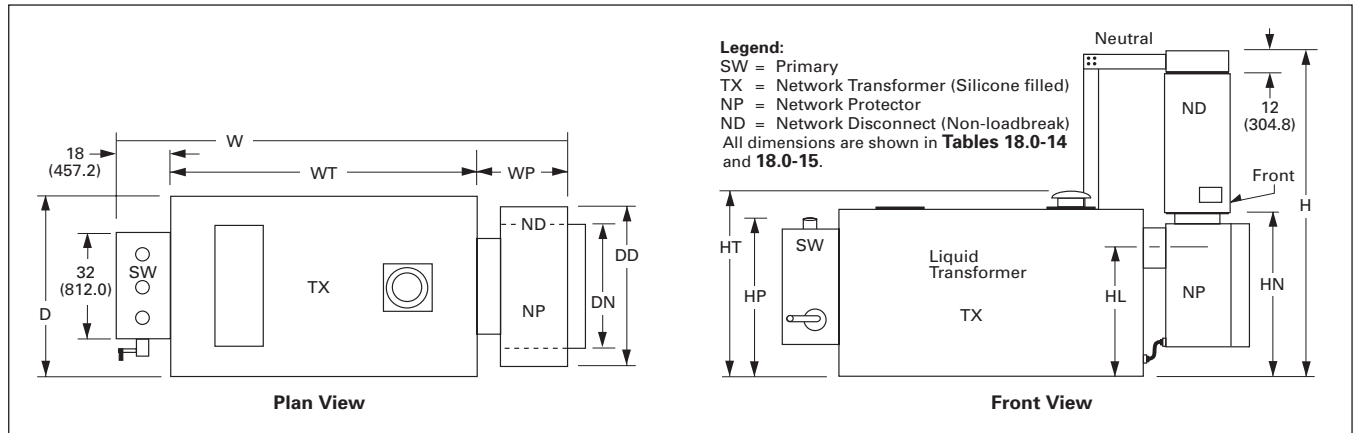 W
18
(457.2)
WT
WP
ND
DD
32
(812.0)
SW
D
TX
DN
NP
Plan View
Legend:
SW = Primary
TX = Network Transformer (Silicone filled)
NP = Network Protector
ND = Network Disconnect (Non-loadbreak)
All dimensions are shown in Tables 18.0-14
and 18.0-15.
Neutral
ND
12
(304.8)
Front
H
HT
HP
SW
Liquid
Transformer
TX
HL
NP
HN
Front View